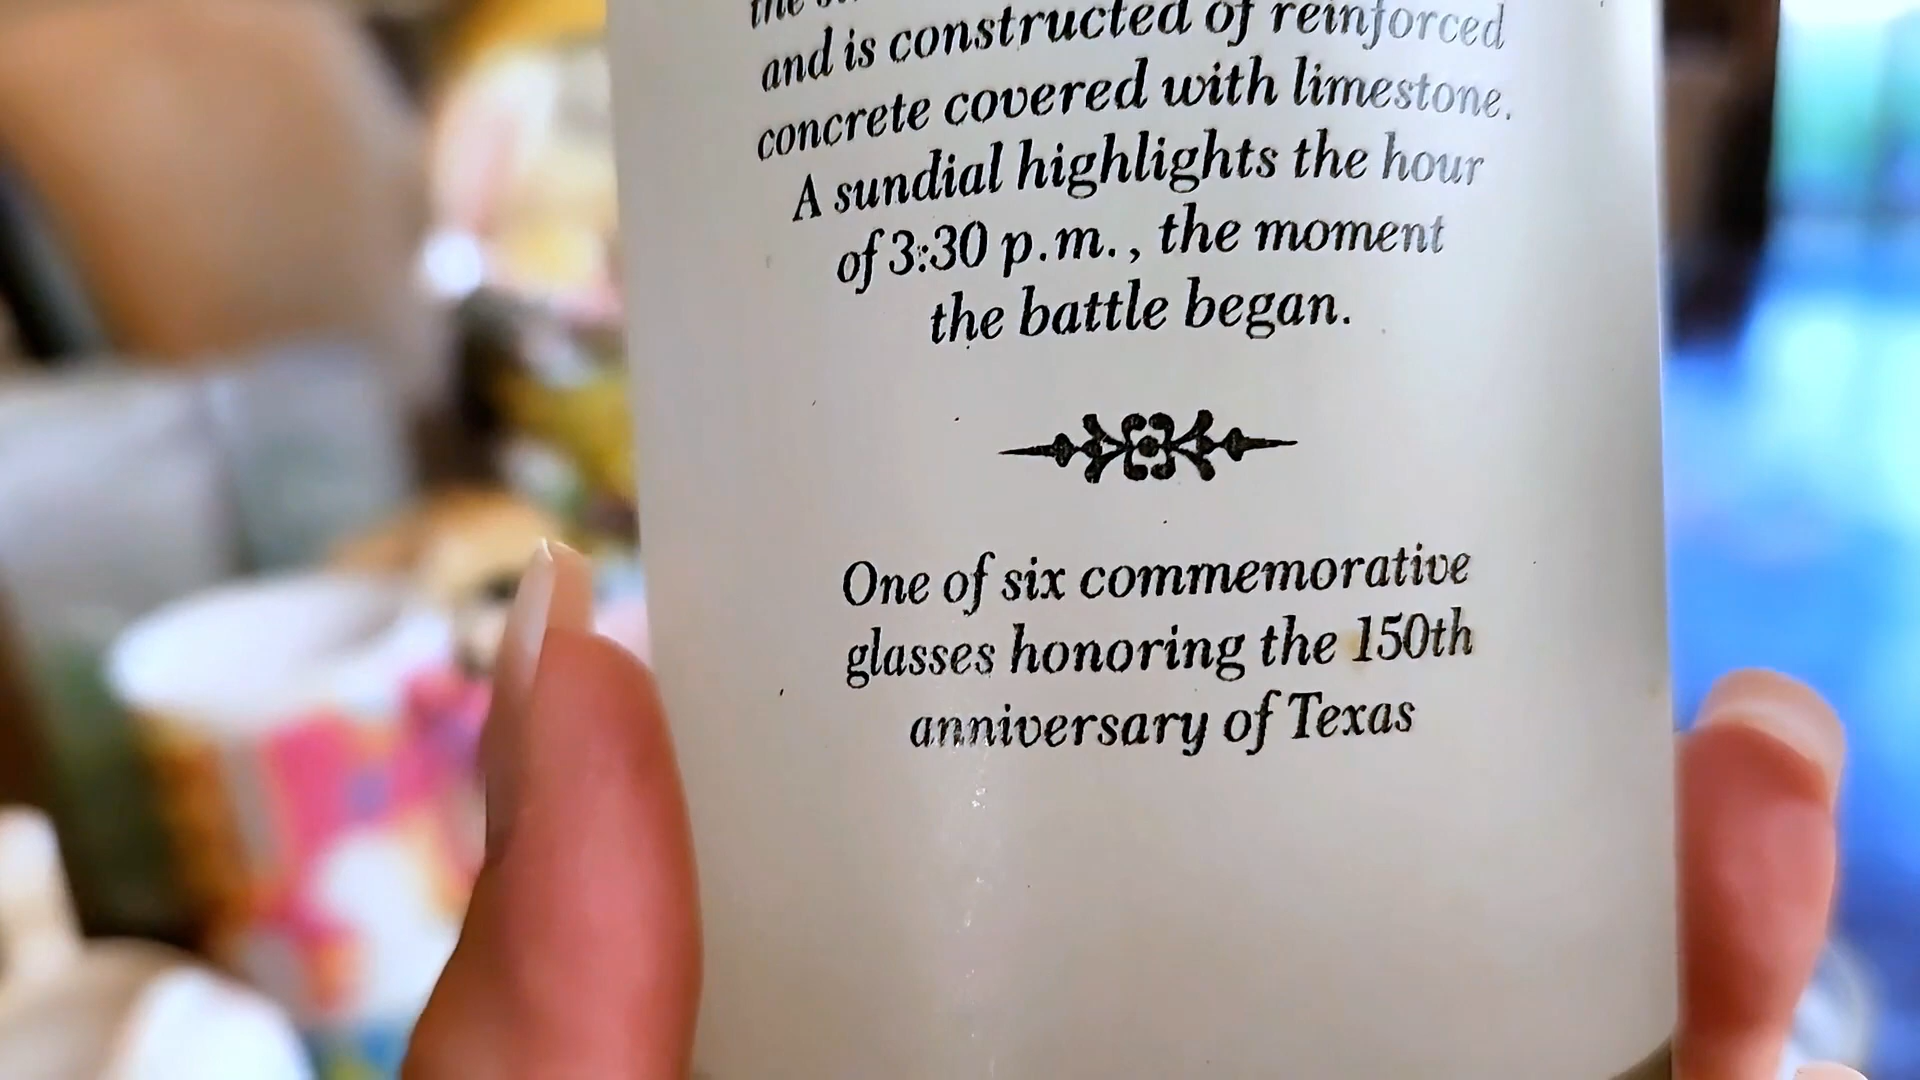 the
and is constructed of reinforced
concrete covered with limestone.
A sundial highlights the hour
of 3:30 p.m., the moment
the battle began.
One of six commemorative
glasses honoring the 150th
anniversary of Texas